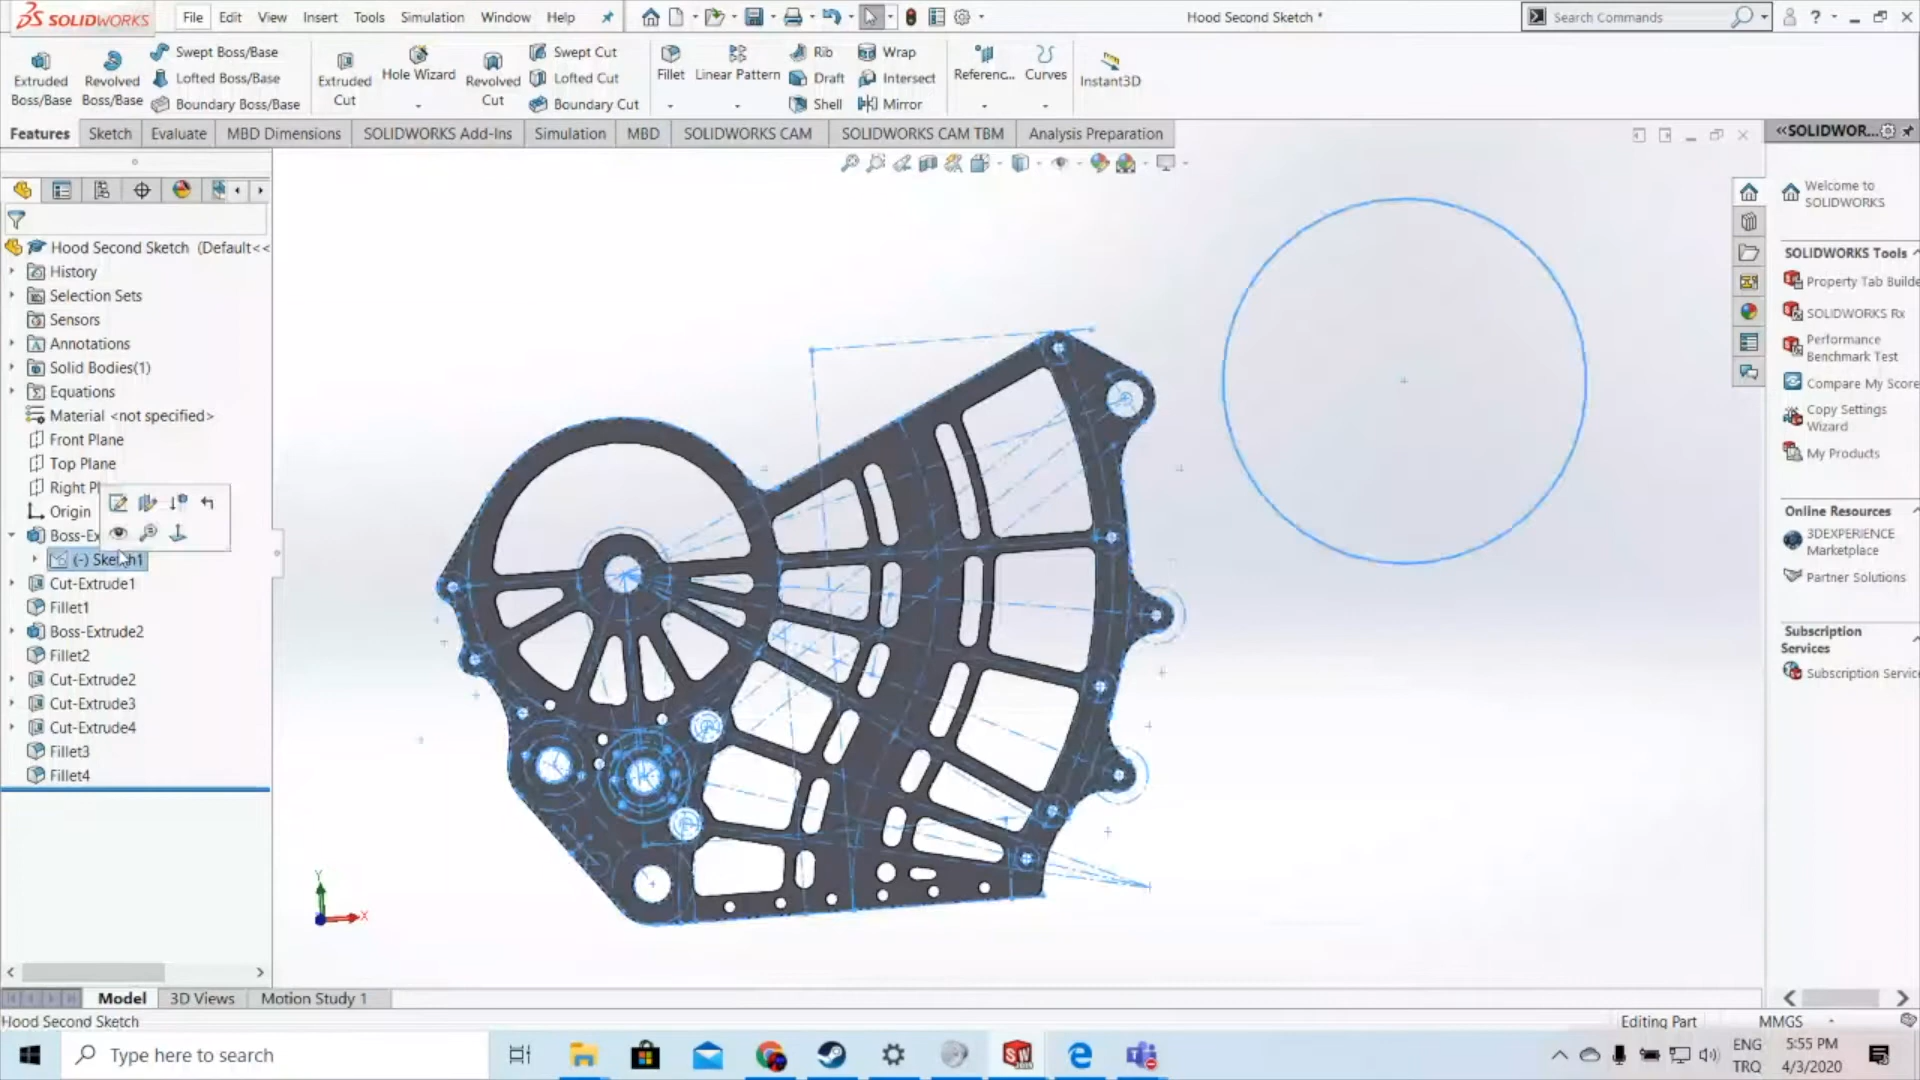 SOLIDWORKS File Edit View Insert Tools Simulation Window Help Hood Second Sketch * Search Commands ?
Extruded Boss/Base
Revolved Boss/Base
Swept Boss/Base
Lofted Boss/Base
Boundary Boss/Base
Extruded Cut
Hole Wizard
Revolved Cut
Swept Cut
Lofted Cut
Boundary Cut
Fillet
Linear Pattern
Rib
Draft
Shell
Wrap
Intersect
Mirror
Referenc...
Curves
Instant3D
Features Sketch Evaluate MBD Dimensions SOLIDWORKS Add-Ins Simulation MBD SOLIDWORKS CAM SOLIDWORKS CAM TBM Analysis Preparation
Hood Second Sketch (Default<<
History
Selection Sets
Sensors
Annotations
Solid Bodies(1)
Equations
Material <not specified>
Front Plane
Top Plane
Right Pl
Origin
Boss-Ex
(-) Sketch1
Cut-Extrude1
Fillet1
Boss-Extrude2
Fillet2
Cut-Extrude2
Cut-Extrude3
Cut-Extrude4
Fillet3
Fillet4
Y
X
«SOLIDWOR...
Welcome to
SOLIDWORKS
SOLIDWORKS Tools
Property Tab Builde
SOLIDWORKS Rx
Performance
Benchmark Test
Compare My Score
Copy Settings
Wizard
My Products
Online Resources
3DEXPERIENCE
Marketplace
Partner Solutions
Subscription
Services
Subscription Service
Model 3D Views Motion Study 1
Hood Second Sketch Editing Part MMGS
Type here to search
ENG
TRQ
5:55 PM
4/3/2020